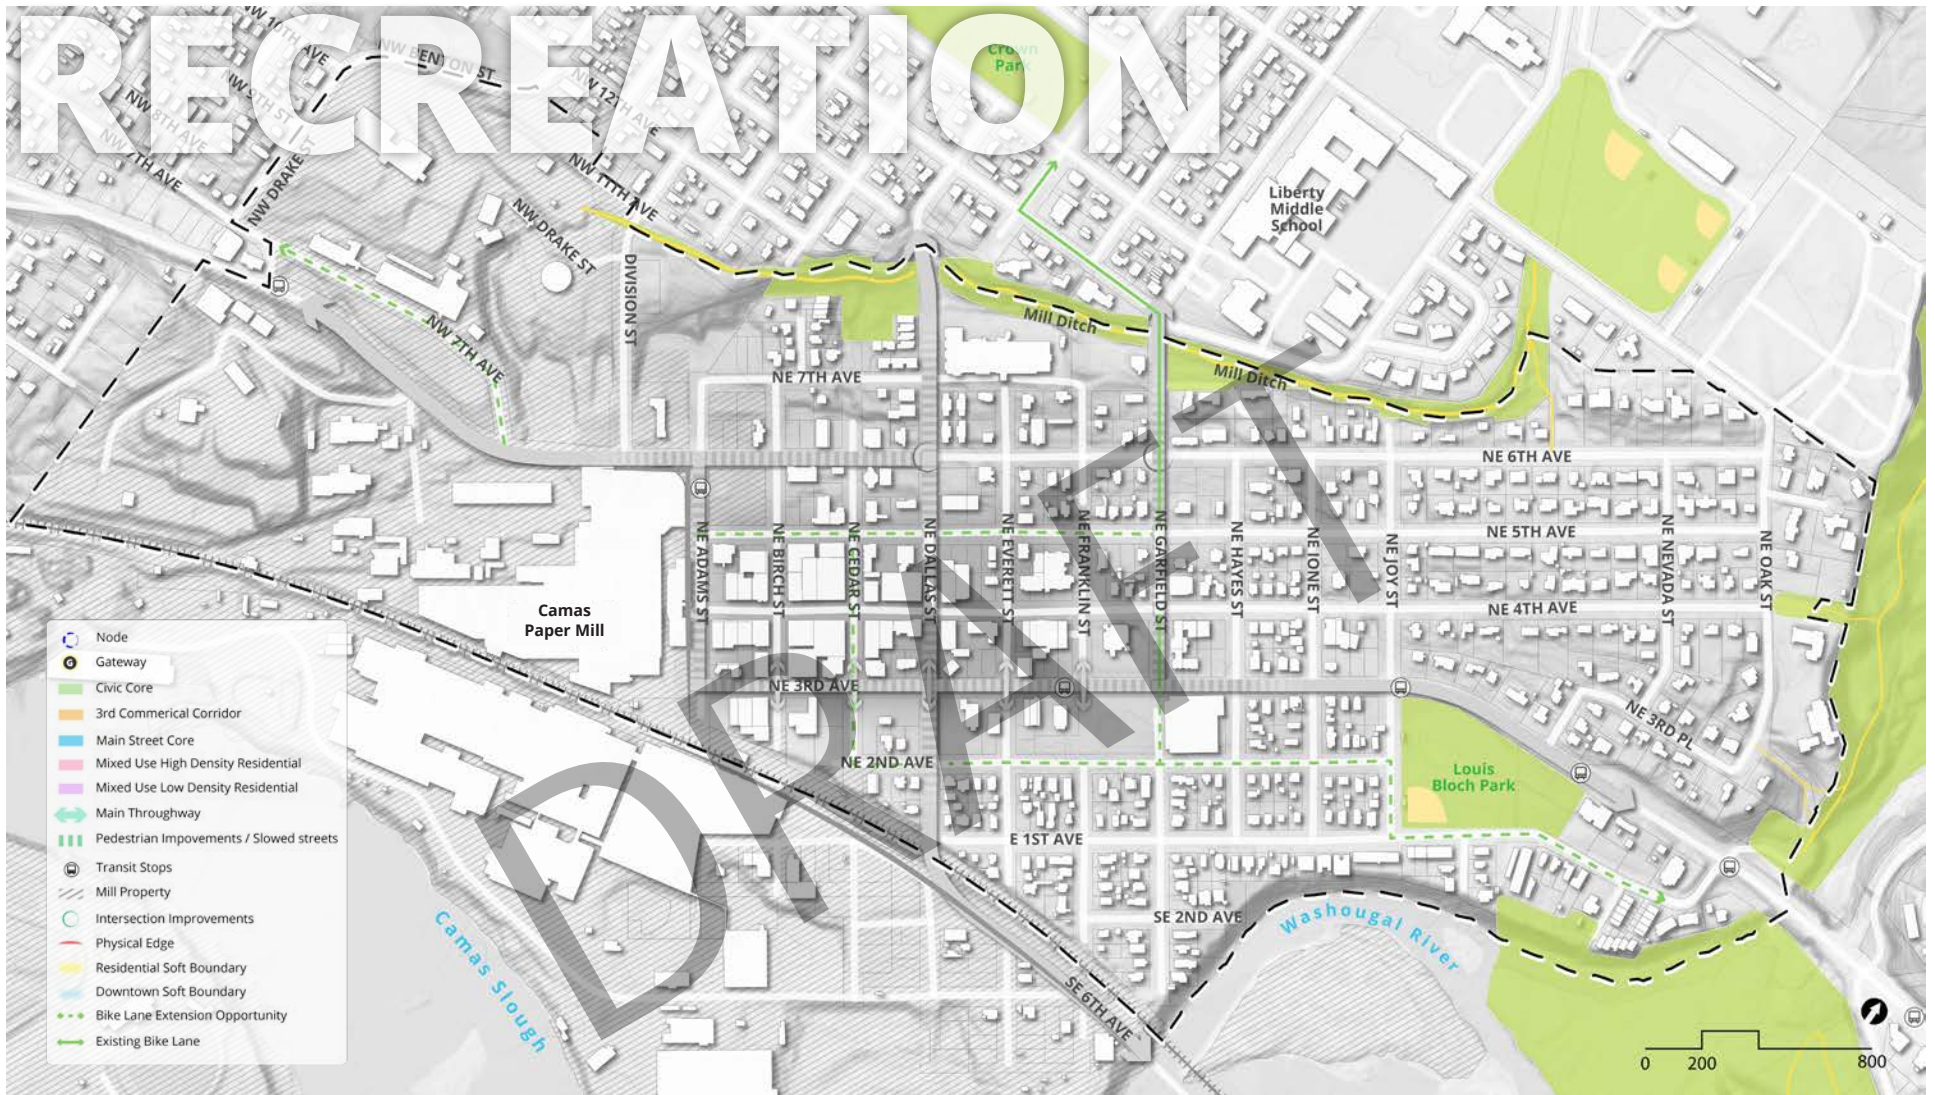 RECREATION
NW 10TH AVE
NW BENTON ST
NW 12TH AVE
Crown
Park
NW 9TH ST
NW 8TH AVE
NW 7TH AVE
NW DRAKE ST
NW 11TH AVE
NW DRAKE ST
Liberty
Middle
School
DIVISION ST
Mill Ditch
Mill Ditch
NW 7TH AVE
NE 7TH AVE
NE 6TH AVE
NE 5TH AVE
NE 4TH AVE
NE ADAMS ST
NE BIRCH ST
NE CEDAR ST
NE DALLAS ST
NE EVERETT ST
NE FRANKLIN ST
NE GARFIELD ST
NE HAYES ST
NE IONE ST
NE JOY ST
NE NEVADA ST
NE OAK ST
Camas
Paper Mill
NE 3RD AVE
NE 3RD PL
NE 2ND AVE
Louis
Bloch Park
E 1ST AVE
SE 2ND AVE
Washougal River
Camas Slough
SE 6TH AVE
DRAFT
Node
G
Gateway
Civic Core
3rd Commerical Corridor
Main Street Core
Mixed Use High Density Residential
Mixed Use Low Density Residential
Main Throughway
Pedestrian Impovements / Slowed streets
Transit Stops
Mill Property
Intersection Improvements
Physical Edge
Residential Soft Boundary
Downtown Soft Boundary
Bike Lane Extension Opportunity
Existing Bike Lane
0 200 800